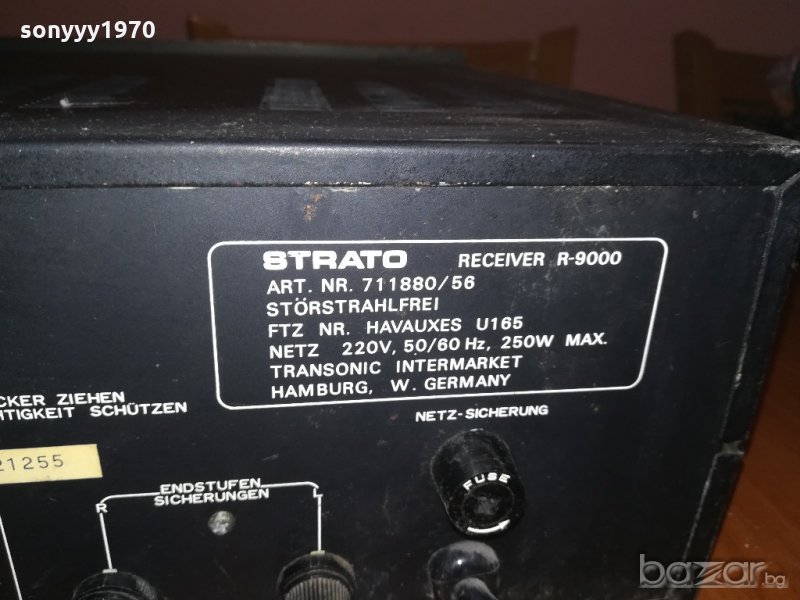 sonyyy1970
STRATO RECEIVER R-9000
ART. NR. 711880/56
STÖRSTRAHLFREI
FTZ NR. HAVAUXES U165
NETZ 220V, 50/60 Hz, 250W MAX.
TRANSONIC INTERMARKET
HAMBURG, W. GERMANY
CKER ZIEHEN
HTIGKEIT SCHÜTZEN
NETZ-SICHERUNG
21255
ENDSTUFEN
SICHERUNGEN
R L
FUSE
bazar.bg